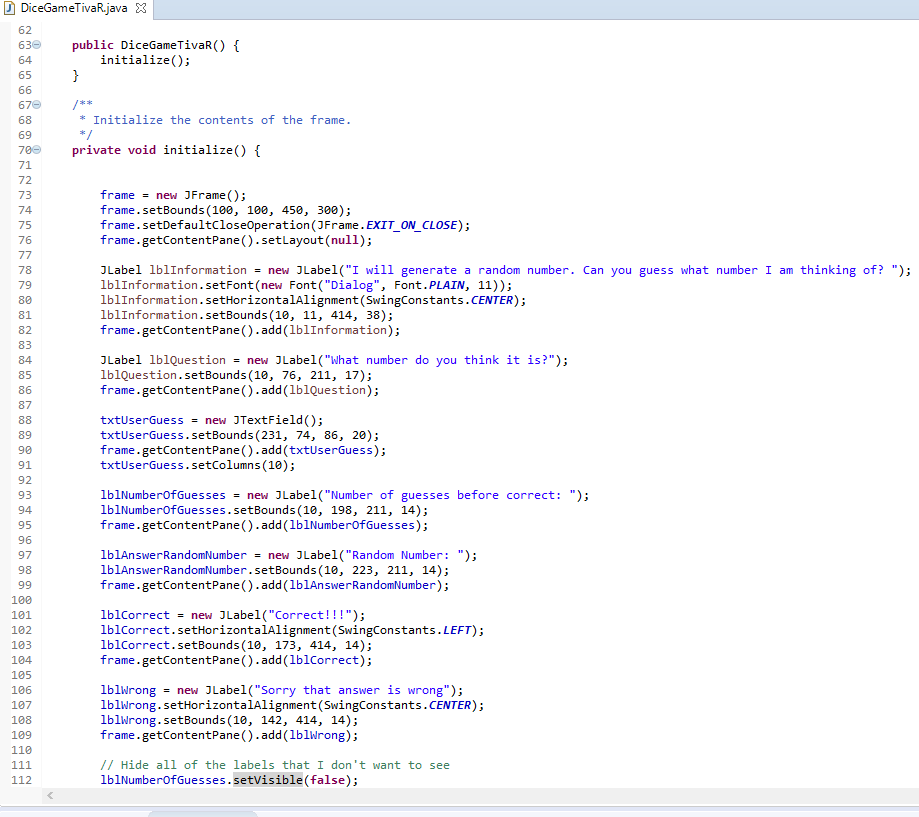 DiceGameTivaR.java
62
63 public DiceGameTivaR() {
64 initialize();
65 }
66
67 /**
68 * Initialize the contents of the frame.
69 */
70 private void initialize() {
71
72
73 frame = new JFrame();
74 frame.setBounds(100, 100, 450, 300);
75 frame.setDefaultCloseOperation(JFrame.EXIT_ON_CLOSE);
76 frame.getContentPane().setLayout(null);
77
78 JLabel lblInformation = new JLabel("I will generate a random number. Can you guess what number I am thinking of? ");
79 lblInformation.setFont(new Font("Dialog", Font.PLAIN, 11));
80 lblInformation.setHorizontalAlignment(SwingConstants.CENTER);
81 lblInformation.setBounds(10, 11, 414, 38);
82 frame.getContentPane().add(lblInformation);
83
84 JLabel lblQuestion = new JLabel("What number do you think it is?");
85 lblQuestion.setBounds(10, 76, 211, 17);
86 frame.getContentPane().add(lblQuestion);
87
88 txtUserGuess = new JTextField();
89 txtUserGuess.setBounds(231, 74, 86, 20);
90 frame.getContentPane().add(txtUserGuess);
91 txtUserGuess.setColumns(10);
92
93 lblNumberOfGuesses = new JLabel("Number of guesses before correct: ");
94 lblNumberOfGuesses.setBounds(10, 198, 211, 14);
95 frame.getContentPane().add(lblNumberOfGuesses);
96
97 lblAnswerRandomNumber = new JLabel("Random Number: ");
98 lblAnswerRandomNumber.setBounds(10, 223, 211, 14);
99 frame.getContentPane().add(lblAnswerRandomNumber);
100
101 lblCorrect = new JLabel("Correct!!!");
102 lblCorrect.setHorizontalAlignment(SwingConstants.LEFT);
103 lblCorrect.setBounds(10, 173, 414, 14);
104 frame.getContentPane().add(lblCorrect);
105
106 lblWrong = new JLabel("Sorry that answer is wrong");
107 lblWrong.setHorizontalAlignment(SwingConstants.CENTER);
108 lblWrong.setBounds(10, 142, 414, 14);
109 frame.getContentPane().add(lblWrong);
110
111 // Hide all of the labels that I don't want to see
112 lblNumberOfGuesses.setVisible(false);